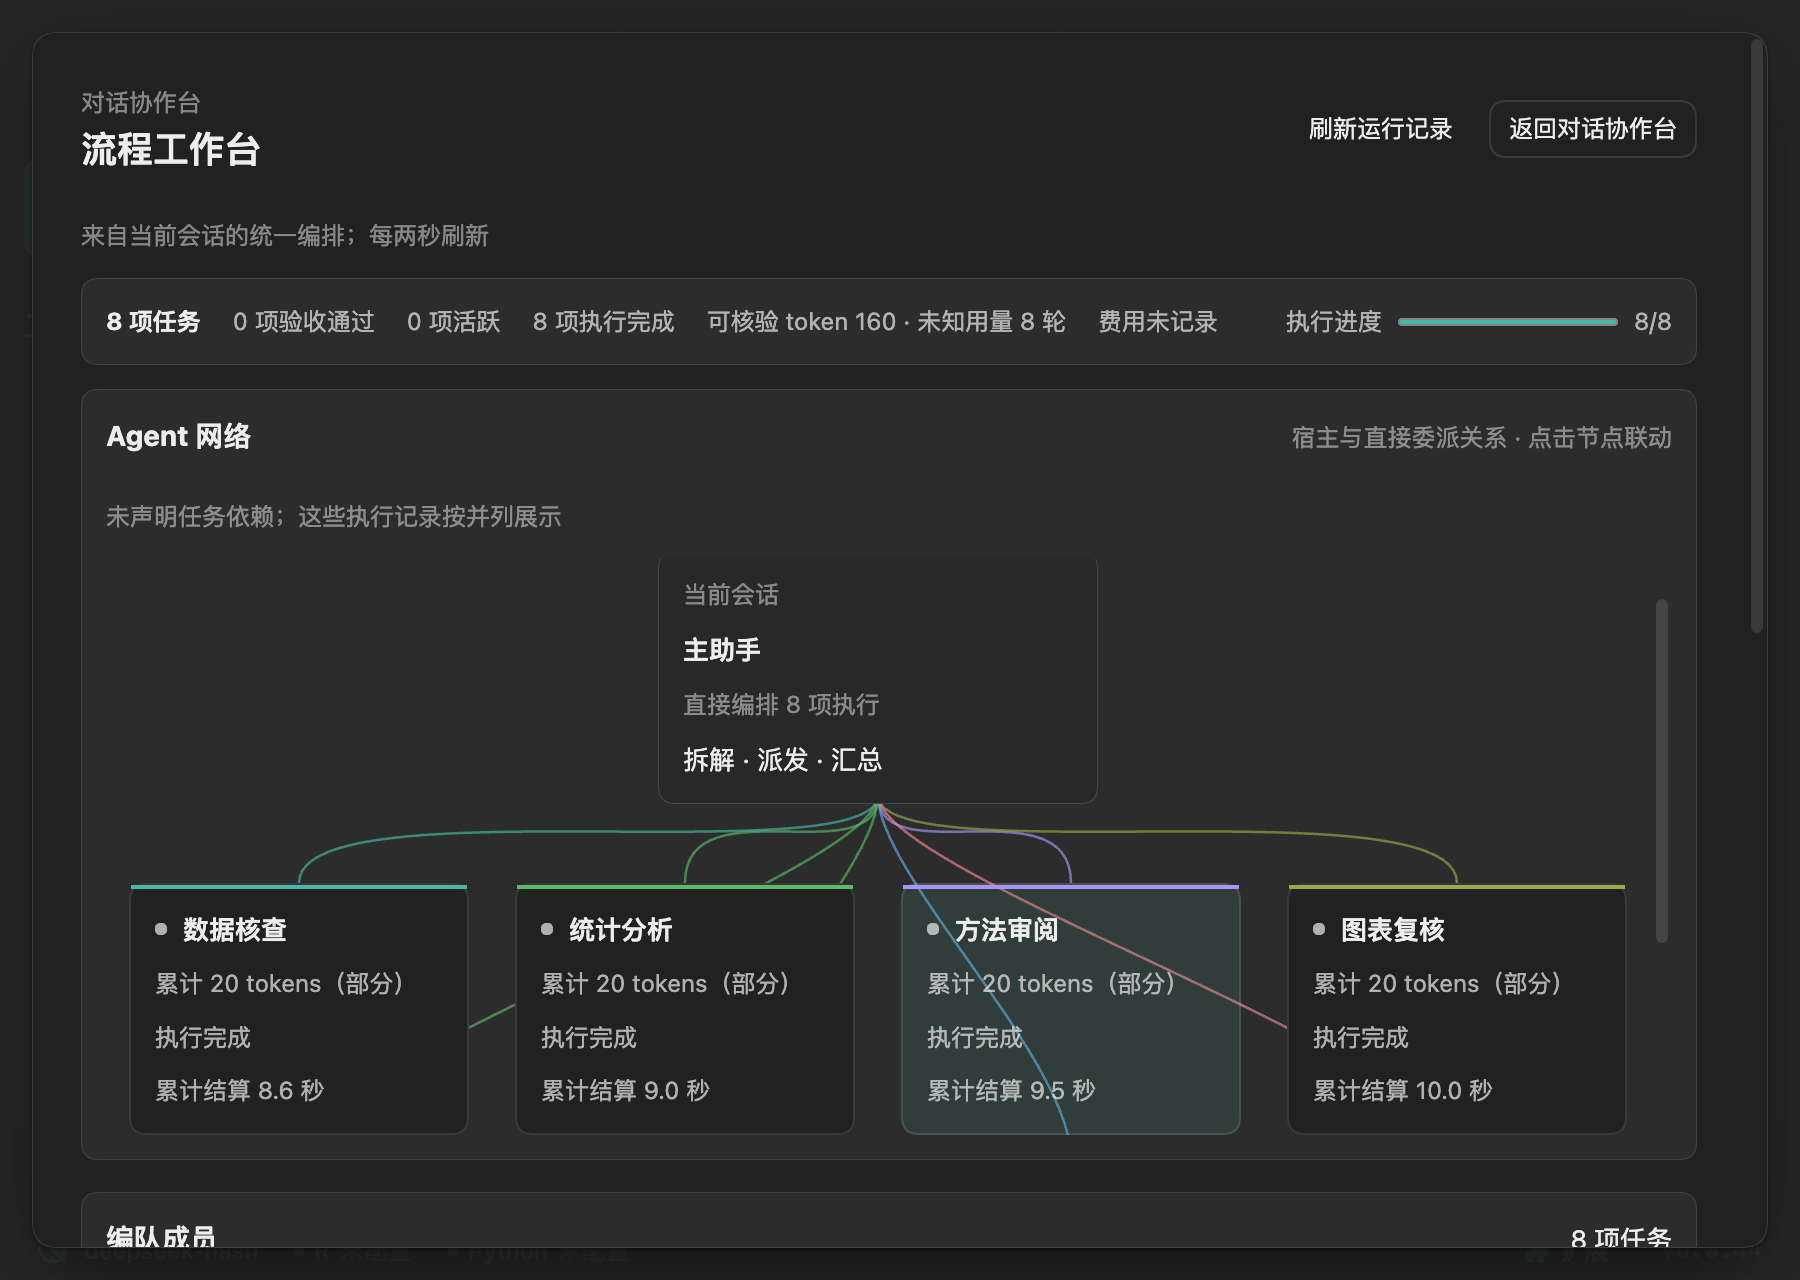 对话协作台
流程工作台
刷新运行记录
返回对话协作台
来自当前会话的统一编排；每两秒刷新
8 项任务 0 项验收通过 0 项活跃 8 项执行完成 可核验 token 160 · 未知用量 8 轮 费用未记录 执行进度 8/8
Agent 网络
宿主与直接委派关系 · 点击节点联动
未声明任务依赖；这些执行记录按并列展示
当前会话
主助手
直接编排 8 项执行
拆解 · 派发 · 汇总
数据核查
累计 20 tokens（部分）
执行完成
累计结算 8.6 秒
统计分析
累计 20 tokens（部分）
执行完成
累计结算 9.0 秒
方法审阅
累计 20 tokens（部分）
执行完成
累计结算 9.5 秒
图表复核
累计 20 tokens（部分）
执行完成
累计结算 10.0 秒
编队成员
8 项任务